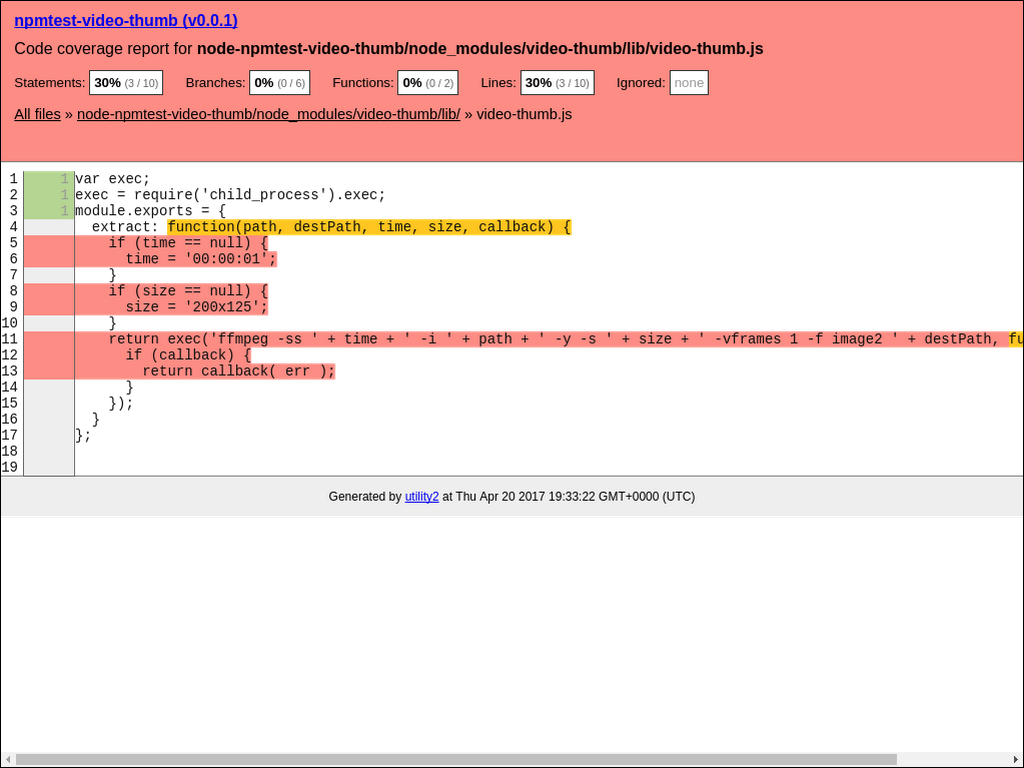 npmtest-video-thumb (v0.0.1)
Code coverage report for node-npmtest-video-thumb/node_modules/video-thumb/lib/video-thumb.js
Statements: 30% (3 / 10) Branches: 0% (0 / 6) Functions: 0% (0 / 2) Lines: 30% (3 / 10) Ignored: none
All files » node-npmtest-video-thumb/node_modules/video-thumb/lib/ » video-thumb.js
1 1 var exec;
2 1 exec = require('child_process').exec;
3 1 module.exports = {
4   extract: function(path, destPath, time, size, callback) {
5     if (time == null) {
6       time = '00:00:01';
7     }
8     if (size == null) {
9       size = '200x125';
10     }
11     return exec('ffmpeg -ss ' + time + ' -i ' + path + ' -y -s ' + size + ' -vframes 1 -f image2 ' + destPath, fu
12       if (callback) {
13         return callback( err );
14       }
15     });
16   }
17 };
18
19
Generated by utility2 at Thu Apr 20 2017 19:33:22 GMT+0000 (UTC)